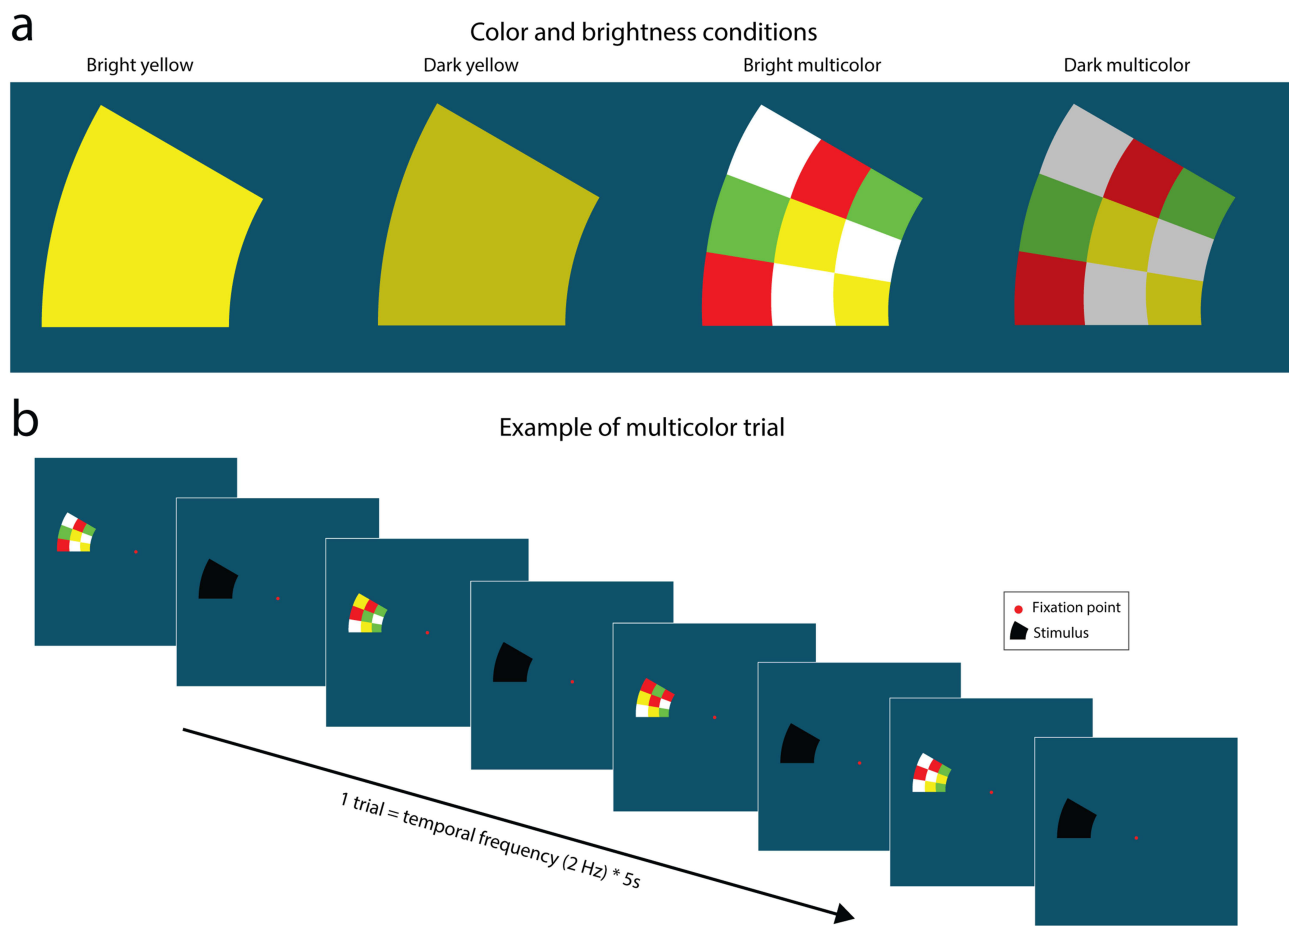 a
Color and brightness conditions
Bright yellow
Dark yellow
Bright multicolor
Dark multicolor
b
Example of multicolor trial
Fixation point
Stimulus
1 trial = temporal frequency (2 Hz) * 5s